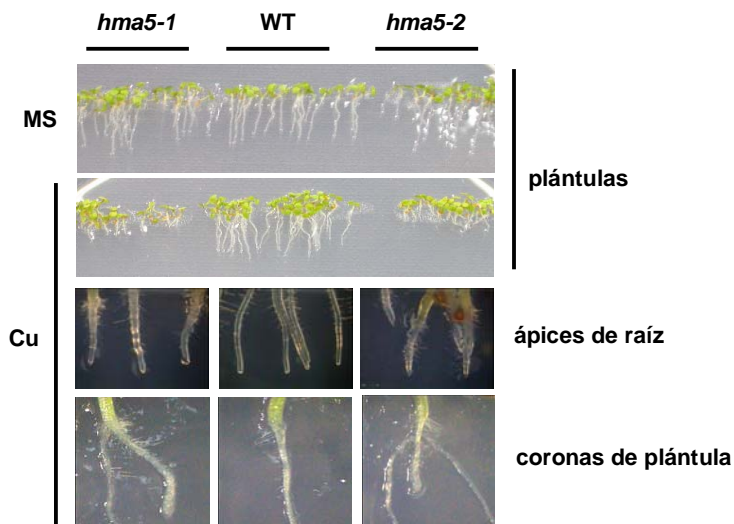 hma5-1 WT hma5-2
MS
plántulas
Cu
ápices de raíz
coronas de plántula